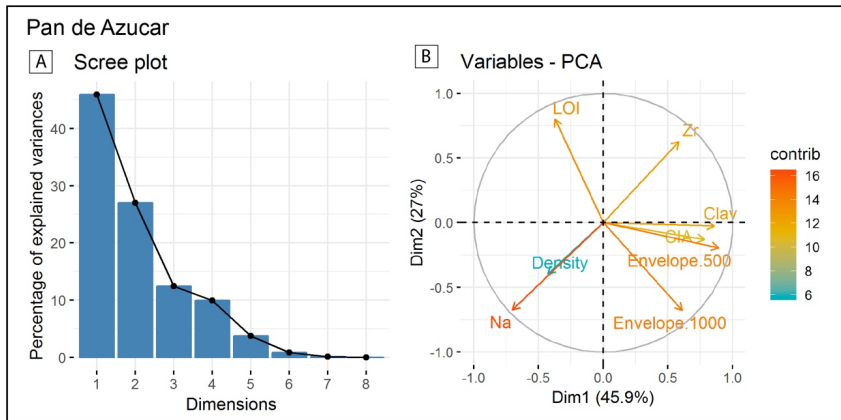 Pan de Azucar
A Scree plot
Percentage of explained variances
40
30
20
10
0
1 2 3 4 5 6 7 8
Dimensions
B Variables - PCA
Dim2 (27%)
1.0
0.5
0.0
-0.5
-1.0
LOI
Zr
Clay
CIA
Envelope.500
Density
Na
Envelope.1000
-1.0 -0.5 0.0 0.5 1.0
Dim1 (45.9%)
contrib
16
14
12
10
8
6